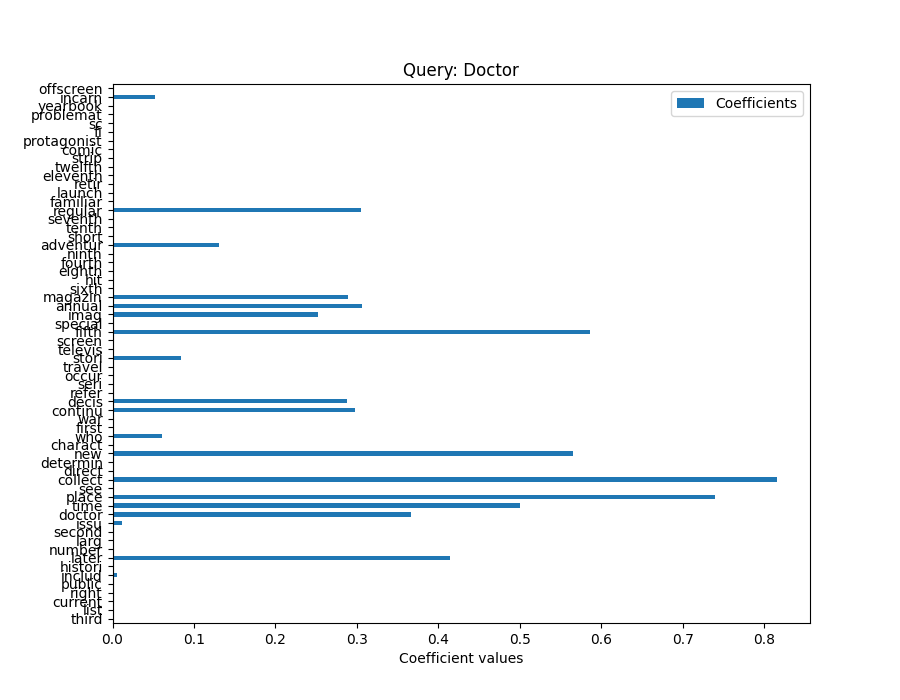 Query: Doctor
Coefficients
offscreen
incarn
yearbook
problemat
sc
fi
protagonist
comic
strip
twelfth
eleventh
retir
launch
familiar
regular
seventh
tenth
short
adventur
ninth
fourth
eighth
hit
sixth
magazin
annual
imag
special
fifth
screen
televis
stori
travel
occur
seri
refer
decis
continu
war
first
who
charact
new
determin
direct
collect
see
place
time
doctor
issu
second
larg
number
later
histori
includ
public
right
current
list
third
0.0 0.1 0.2 0.3 0.4 0.5 0.6 0.7 0.8
Coefficient values